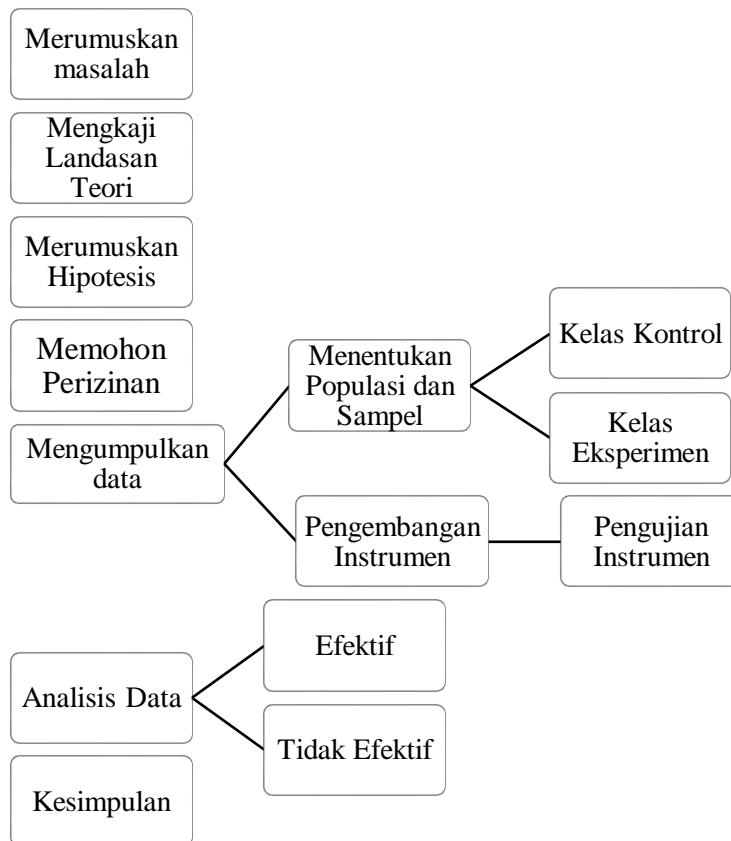 Merumuskan
masalah
Mengkaji
Landasan
Teori
Merumuskan
Hipotesis
Memohon
Perizinan
Mengumpulkan
data
Menentukan
Populasi dan
Sampel
Kelas Kontrol
Kelas
Eksperimen
Pengembangan
Instrumen
Pengujian
Instrumen
Analisis Data
Efektif
Tidak Efektif
Kesimpulan